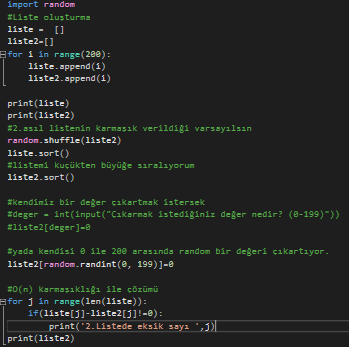 import random
#Liste oluşturma
liste =  []
liste2=[]
for i in range(200):
    liste.append(i)
    liste2.append(i)
print(liste)
print(liste2)
#2.asıl listenin karmaşık verildiği varsayılsın
random.shuffle(liste2)
liste.sort()
#listemi kuçükten büyüğe sıralıyorum
liste2.sort()
#kendimiz bir değer çıkartmak istersek
#deger = int(input("Cıkarmak istediğiniz değer nedir? (0-199)"))
#liste2[deger]=0
#yada kendisi 0 ile 200 arasında random bir değeri çıkartıyor.
liste2[random.randint(0, 199)]=0
#O(n) karmaşıklığı ile çözümü
for j in range(len(liste)):
    if(liste[j]-liste2[j]!=0):
        print('2.Listede eksik sayı ',j)
print(liste2)